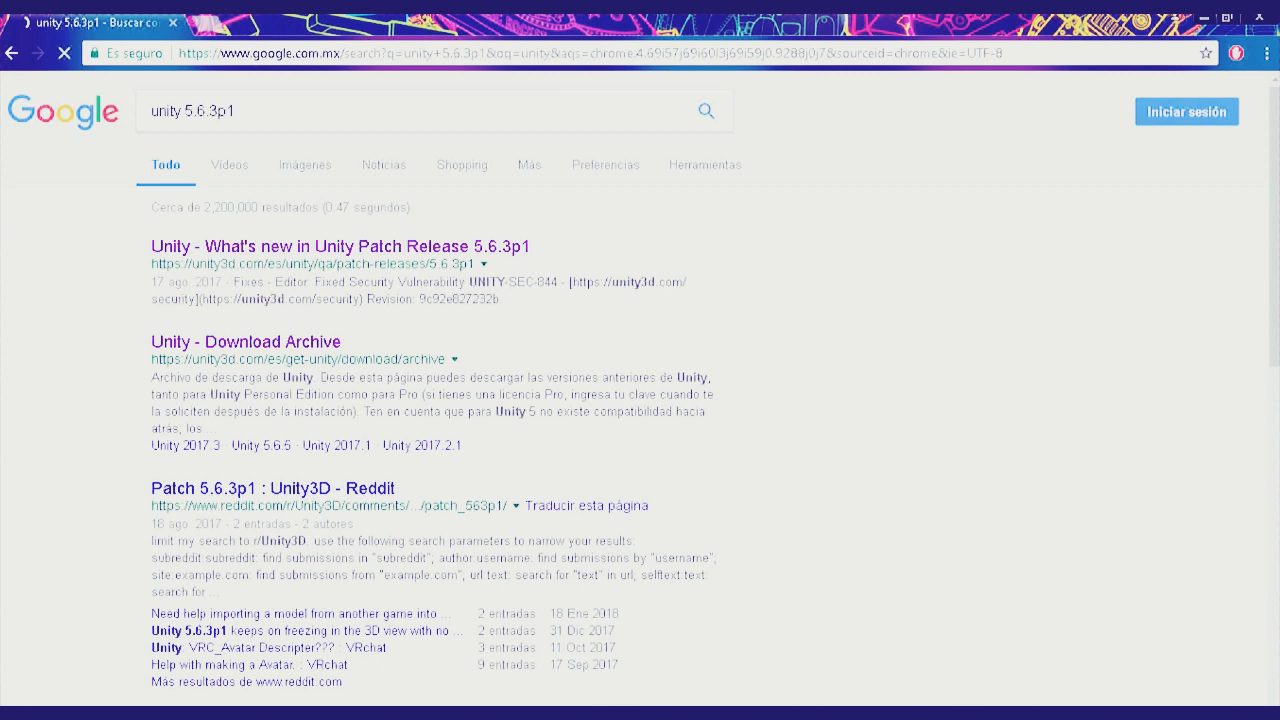 unity 5.6.3p1 - Buscar co
Es seguro
https://www.google.com.mx/search?q=unity+5.6.3p1&oq=unity&aqs=chrome.4.69i57j69i60l3j69i59j0.9288j0j7&sourceid=chrome&ie=UTF-8
Google
unity 5.6.3p1
Iniciar sesión
Todo Vídeos Imágenes Noticias Shopping Más Preferencias Herramientas
Cerca de 2,200,000 resultados (0.47 segundos)
Unity - What's new in Unity Patch Release 5.6.3p1
https://unity3d.com/es/unity/qa/patch-releases/5.6.3p1
17 ago. 2017 - Fixes - Editor: Fixed Security Vulnerability UNITY-SEC-844 - [https://unity3d.com/
security](https://unity3d.com/security) Revision: 9c92e827232b.
Unity - Download Archive
https://unity3d.com/es/get-unity/download/archive
Archivo de descarga de Unity. Desde esta página puedes descargar las versiones anteriores de Unity,
tanto para Unity Personal Edition como para Pro (si tienes una licencia Pro, ingresa tu clave cuando te
la soliciten después de la instalación). Ten en cuenta que para Unity 5 no existe compatibilidad hacia
atrás; los ...
Unity 2017.3 · Unity 5.6.5 · Unity 2017.1 · Unity 2017.2.1
Patch 5.6.3p1 : Unity3D - Reddit
https://www.reddit.com/r/Unity3D/comments/.../patch_563p1/ Traducir esta página
18 ago. 2017 - 2 entradas - 2 autores
limit my search to r/Unity3D. use the following search parameters to narrow your results:
subreddit:subreddit: find submissions in "subreddit"; author:username: find submissions by "username";
site:example.com: find submissions from "example.com"; url:text: search for "text" in url; selftext:text:
search for ...
Need help importing a model from another game into ... 2 entradas 18 Ene 2018
Unity 5.6.3p1 keeps on freezing in the 3D view with no ... 2 entradas 31 Dic 2017
Unity: VRC_Avatar Descripter??? : VRchat 3 entradas 11 Oct 2017
Help with making a Avatar. : VRchat 9 entradas 17 Sep 2017
Más resultados de www.reddit.com